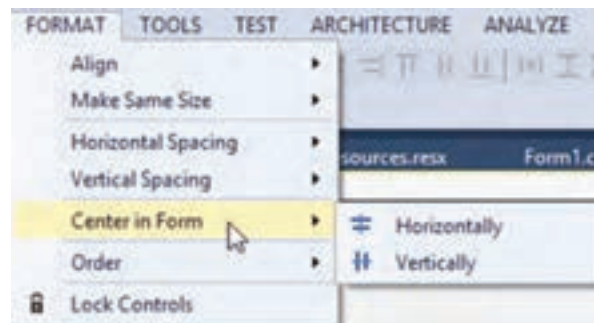 FORMAT TOOLS TEST ARCHITECTURE ANALYZE
Align
Make Same Size
Horizontal Spacing
sources.resx Form1.c
Vertical Spacing
Center in Form
Horizontally
Order
Vertically
Lock Controls